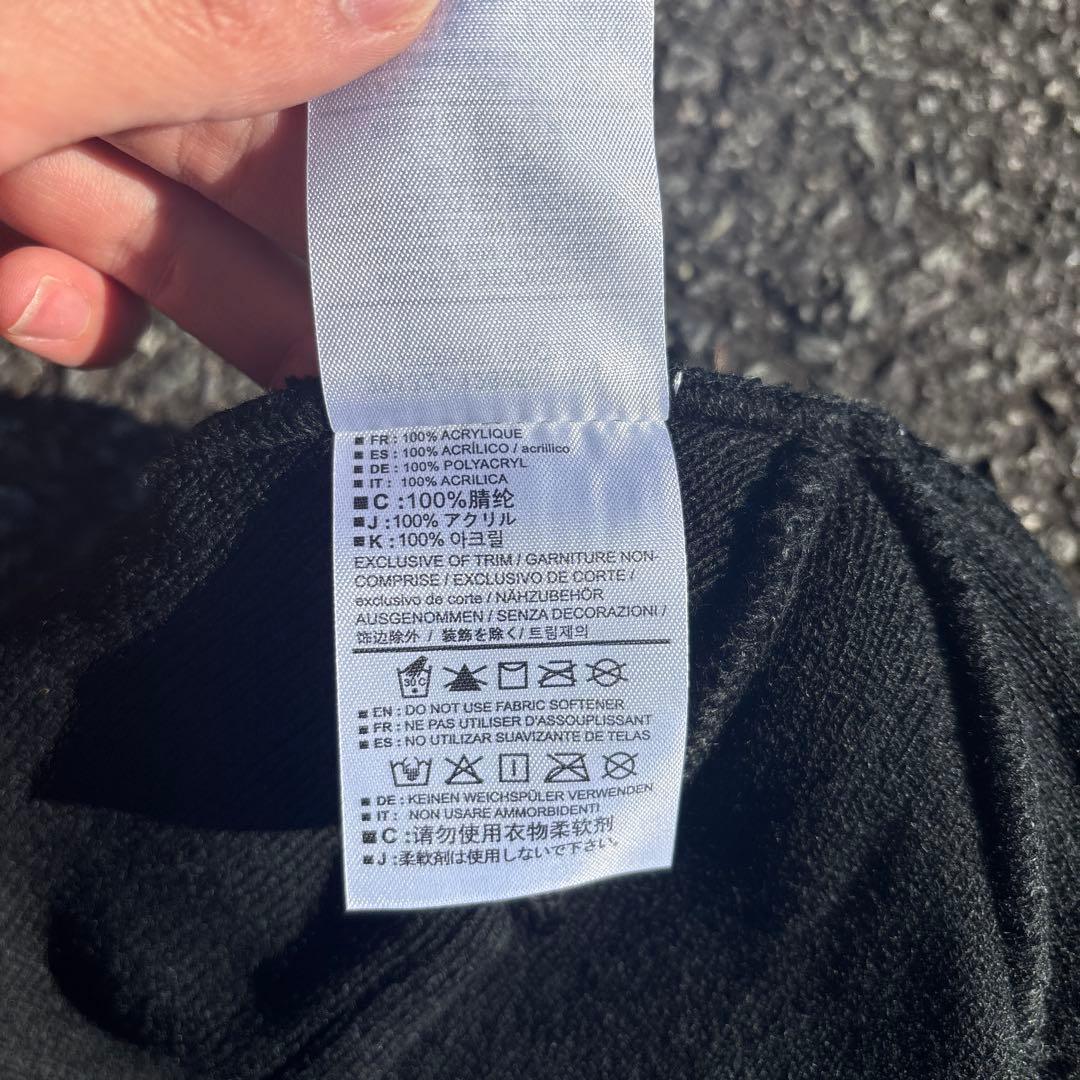 FR : 100% ACRYLIQUE
ES : 100% ACRÍLICO / acrílico
DE : 100% POLYACRYL
IT : 100% ACRILICA
C :100%腈纶
J :100% アクリル
K : 100% 아크릴
EXCLUSIVE OF TRIM / GARNITURE NON-
COMPRISE / EXCLUSIVO DE CORTE /
exclusivo de corte / NÄHZUBEHÖR
AUSGENOMMEN / SENZA DECORAZIONI /
饰边除外 / 装飾を除く/ 트림제의
30 C
EN : DO NOT USE FABRIC SOFTENER
FR : NE PAS UTILISER D'ASSOUPLISSANT
ES : NO UTILIZAR SUAVIZANTE DE TELAS
DE : KEINEN WEICHSPÜLER VERWENDEN
IT : NON USARE AMMORBIDENTI
C :请勿使用衣物柔软剂
J :柔軟剤は使用しないで下さい。